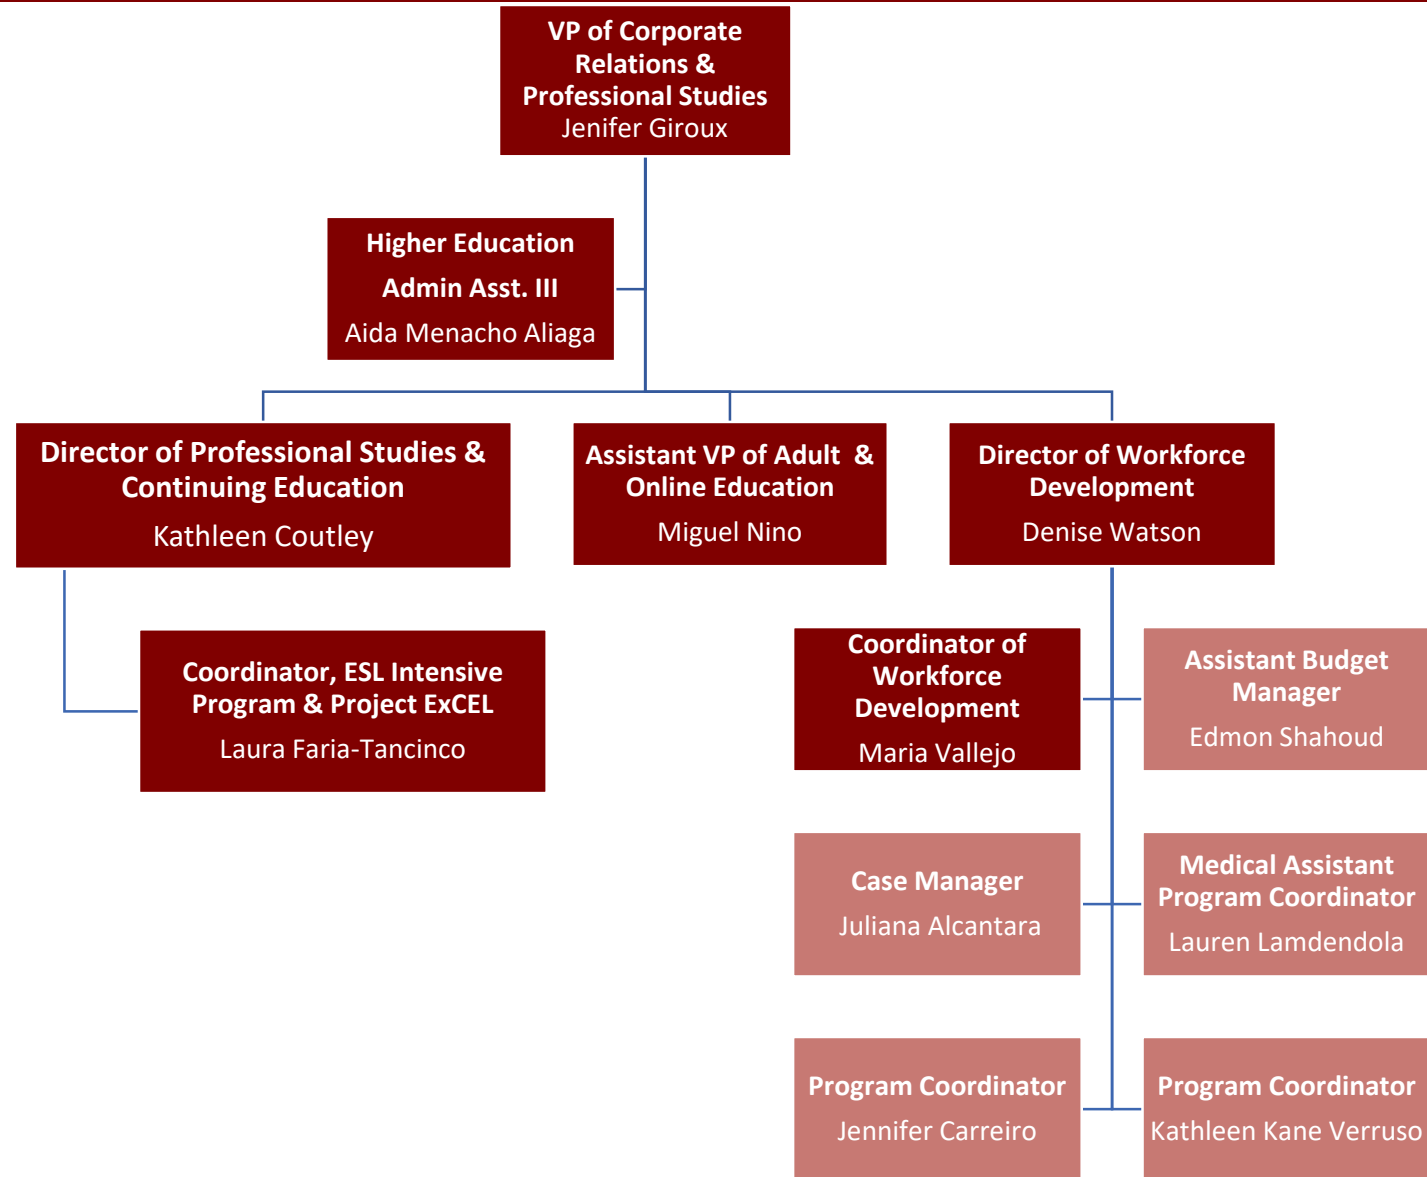 VP of Corporate
Relations &
Professional Studies
Jenifer Giroux
Higher Education
Admin Asst. III
Aida Menacho Aliaga
Director of Professional Studies &
Continuing Education
Kathleen Coutley
Assistant VP of Adult &
Online Education
Miguel Nino
Director of Workforce
Development
Denise Watson
Coordinator, ESL Intensive
Program & Project ExCEL
Laura Faria-Tancinco
Coordinator of
Workforce
Development
Maria Vallejo
Assistant Budget
Manager
Edmon Shahoud
Case Manager
Juliana Alcantara
Medical Assistant
Program Coordinator
Lauren Lamdendola
Program Coordinator
Jennifer Carreiro
Program Coordinator
Kathleen Kane Verruso